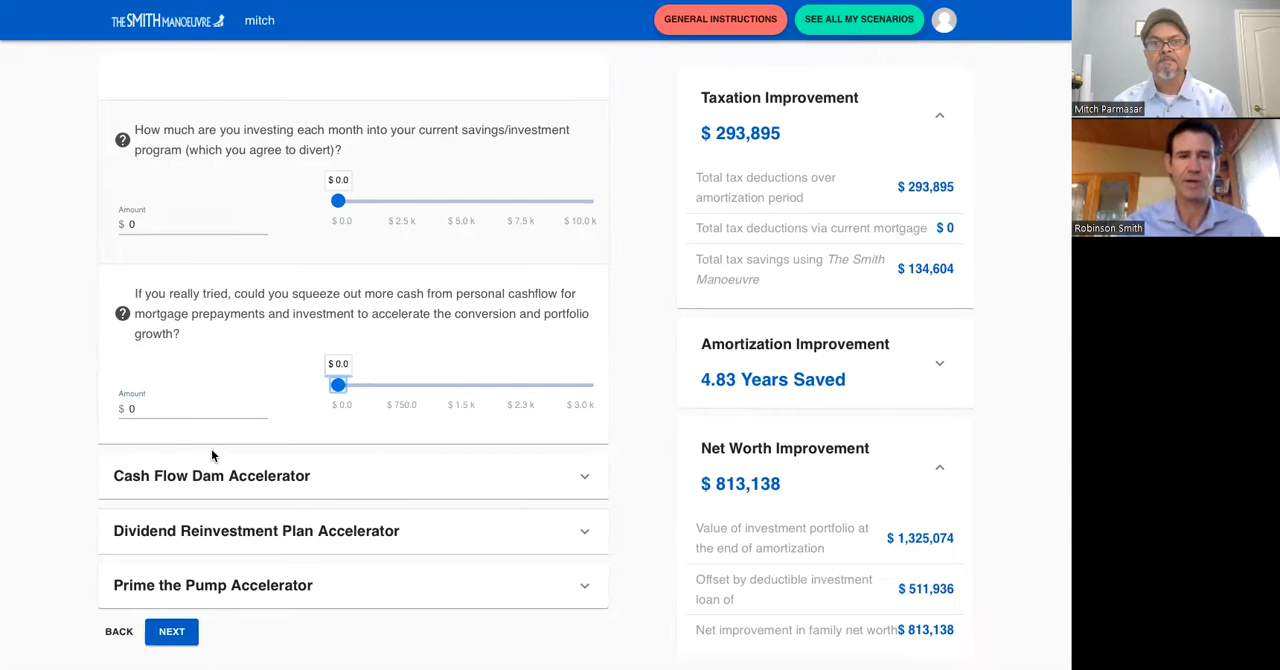 THE SMITH MANOEUVRE
mitch
GENERAL INSTRUCTIONS
SEE ALL MY SCENARIOS
How much are you investing each month into your current savings/investment
program (which you agree to divert)?
$ 0.0
Amount
$ 0
$ 0.0 $ 2.5 k $ 5.0 k $ 7.5 k $ 10.0 k
If you really tried, could you squeeze out more cash from personal cashflow for
mortgage prepayments and investment to accelerate the conversion and portfolio
growth?
$ 0.0
Amount
$ 0
$ 0.0 $ 750.0 $ 1.5 k $ 2.3 k $ 3.0 k
Cash Flow Dam Accelerator
Dividend Reinvestment Plan Accelerator
Prime the Pump Accelerator
BACK
NEXT
Taxation Improvement
$ 293,895
Total tax deductions over
amortization period
$ 293,895
Total tax deductions via current mortgage $ 0
Total tax savings using The Smith
Manoeuvre
$ 134,604
Amortization Improvement
4.83 Years Saved
Net Worth Improvement
$ 813,138
Value of investment portfolio at
the end of amortization
$ 1,325,074
Offset by deductible investment
loan of
$ 511,936
Net improvement in family net worth $ 813,138
Mitch Parmasar
Robinson Smith